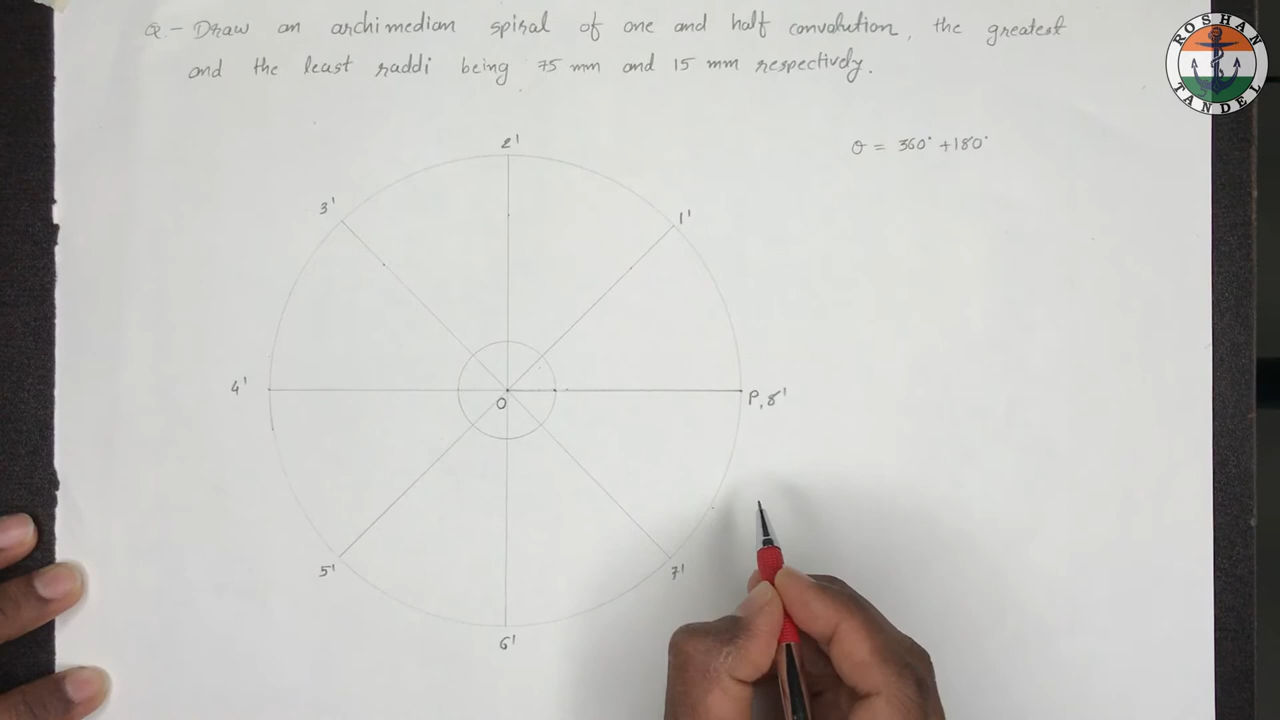 Q - Draw an archimedian spiral of one and half convolution, the greatest
and the least raddi being 75 mm and 15 mm respectively.
ROSHAN
TANDEL
θ = 360° + 180°
2'
3'
1'
4'
O
P, 8'
5'
7'
6'